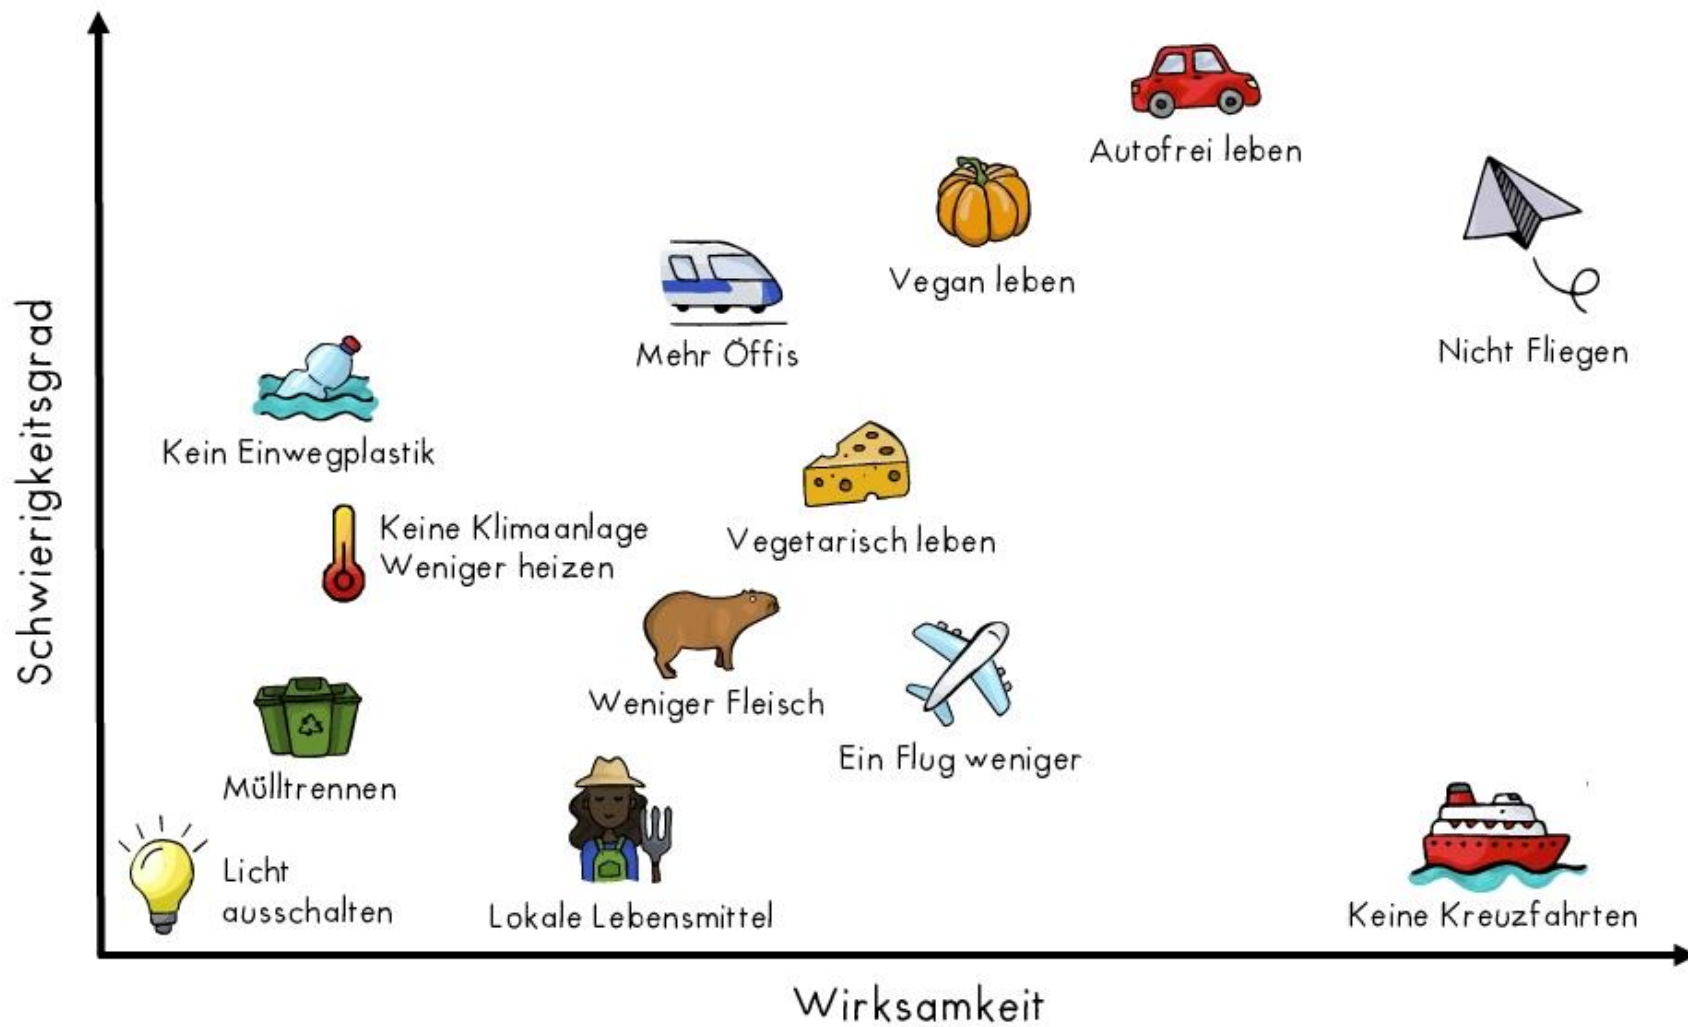 Autofrei leben
Vegan leben
Mehr Öffis
Nicht Fliegen
Kein Einwegplastik
Keine Klimaanlage
Weniger heizen
Vegetarisch leben
Weniger Fleisch
Ein Flug weniger
Mülltrennen
Licht
ausschalten
Lokale Lebensmittel
Keine Kreuzfahrten
Schwierigkeitsgrad
Wirksamkeit